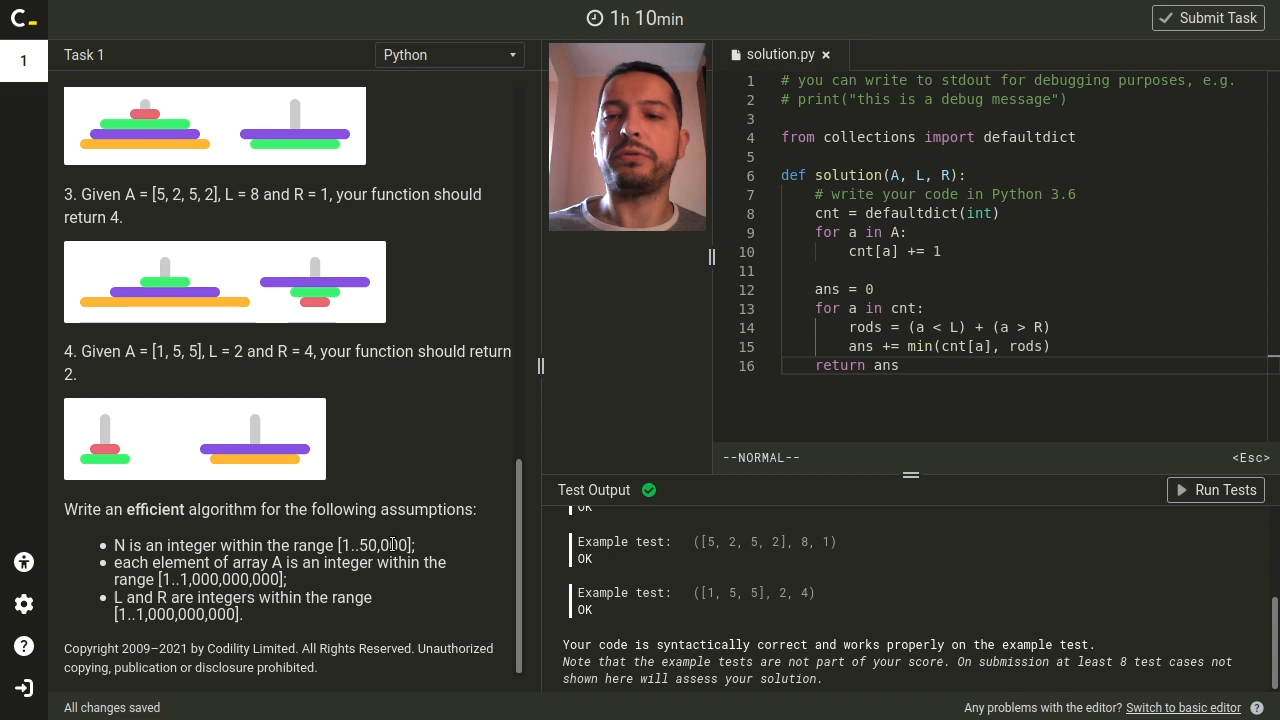 C_
1h 10min
Submit Task
1
Task 1
Python
solution.py ×
3. Given A = [5, 2, 5, 2], L = 8 and R = 1, your function should
return 4.
4. Given A = [1, 5, 5], L = 2 and R = 4, your function should return
2.
Write an efficient algorithm for the following assumptions:
N is an integer within the range [1..50,000];
each element of array A is an integer within the
range [1..1,000,000,000];
L and R are integers within the range
[1..1,000,000,000].
Copyright 2009–2021 by Codility Limited. All Rights Reserved. Unauthorized
copying, publication or disclosure prohibited.
1 # you can write to stdout for debugging purposes, e.g.
2 # print("this is a debug message")
3
4 from collections import defaultdict
5
6 def solution(A, L, R):
7     # write your code in Python 3.6
8     cnt = defaultdict(int)
9     for a in A:
10         cnt[a] += 1
11
12     ans = 0
13     for a in cnt:
14         rods = (a < L) + (a > R)
15         ans += min(cnt[a], rods)
16     return ans
--NORMAL--
<Esc>
Test Output
Run Tests
OK
Example test: ([5, 2, 5, 2], 8, 1)
OK
Example test: ([1, 5, 5], 2, 4)
OK
Your code is syntactically correct and works properly on the example test.
Note that the example tests are not part of your score. On submission at least 8 test cases not
shown here will assess your solution.
All changes saved
Any problems with the editor? Switch to basic editor ?